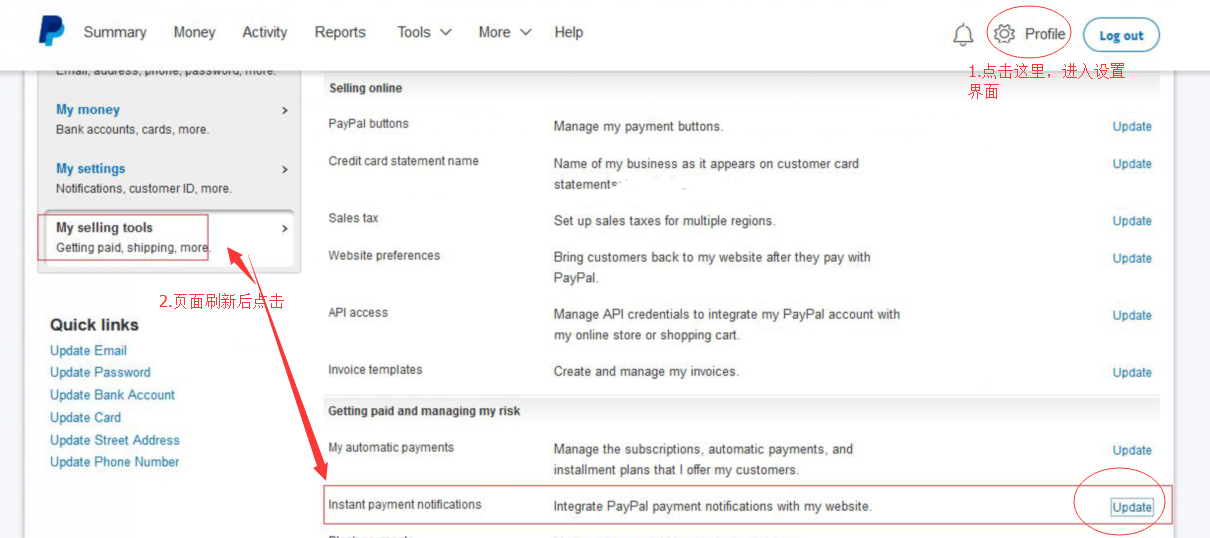 Summary Money Activity Reports Tools More Help Profile Log out
1.点击这里，进入设置
界面
Email, address, phone, password, more.
My money
Bank accounts, cards, more.
My settings
Notifications, customer ID, more.
My selling tools
Getting paid, shipping, more.
2.页面刷新后点击
Quick links
Update Email
Update Password
Update Bank Account
Update Card
Update Street Address
Update Phone Number
Selling online
PayPal buttons Manage my payment buttons. Update
Credit card statement name Name of my business as it appears on customer card Update
statements
Sales tax Set up sales taxes for multiple regions. Update
Website preferences Bring customers back to my website after they pay with Update
PayPal.
API access Manage API credentials to integrate my PayPal account with Update
my online store or shopping cart.
Invoice templates Create and manage my invoices. Update
Getting paid and managing my risk
My automatic payments Manage the subscriptions, automatic payments, and Update
installment plans that I offer my customers.
Instant payment notifications Integrate PayPal payment notifications with my website. Update